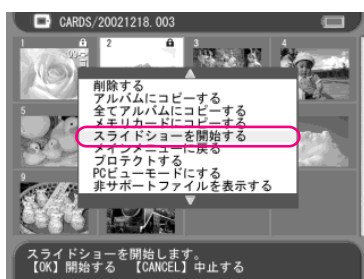 CARDS/20021218.003
1 2 3 4
削除する
アルバムにコピーする
全てアルバムにコピーする
メモリカードにコピーする
スライドショーを開始する
メインメニューに戻る
プロテクトする
PCビューモードにする
非サポートファイルを表示する
5
9
スライドショーを開始します。
【OK】開始する 【CANCEL】中止する